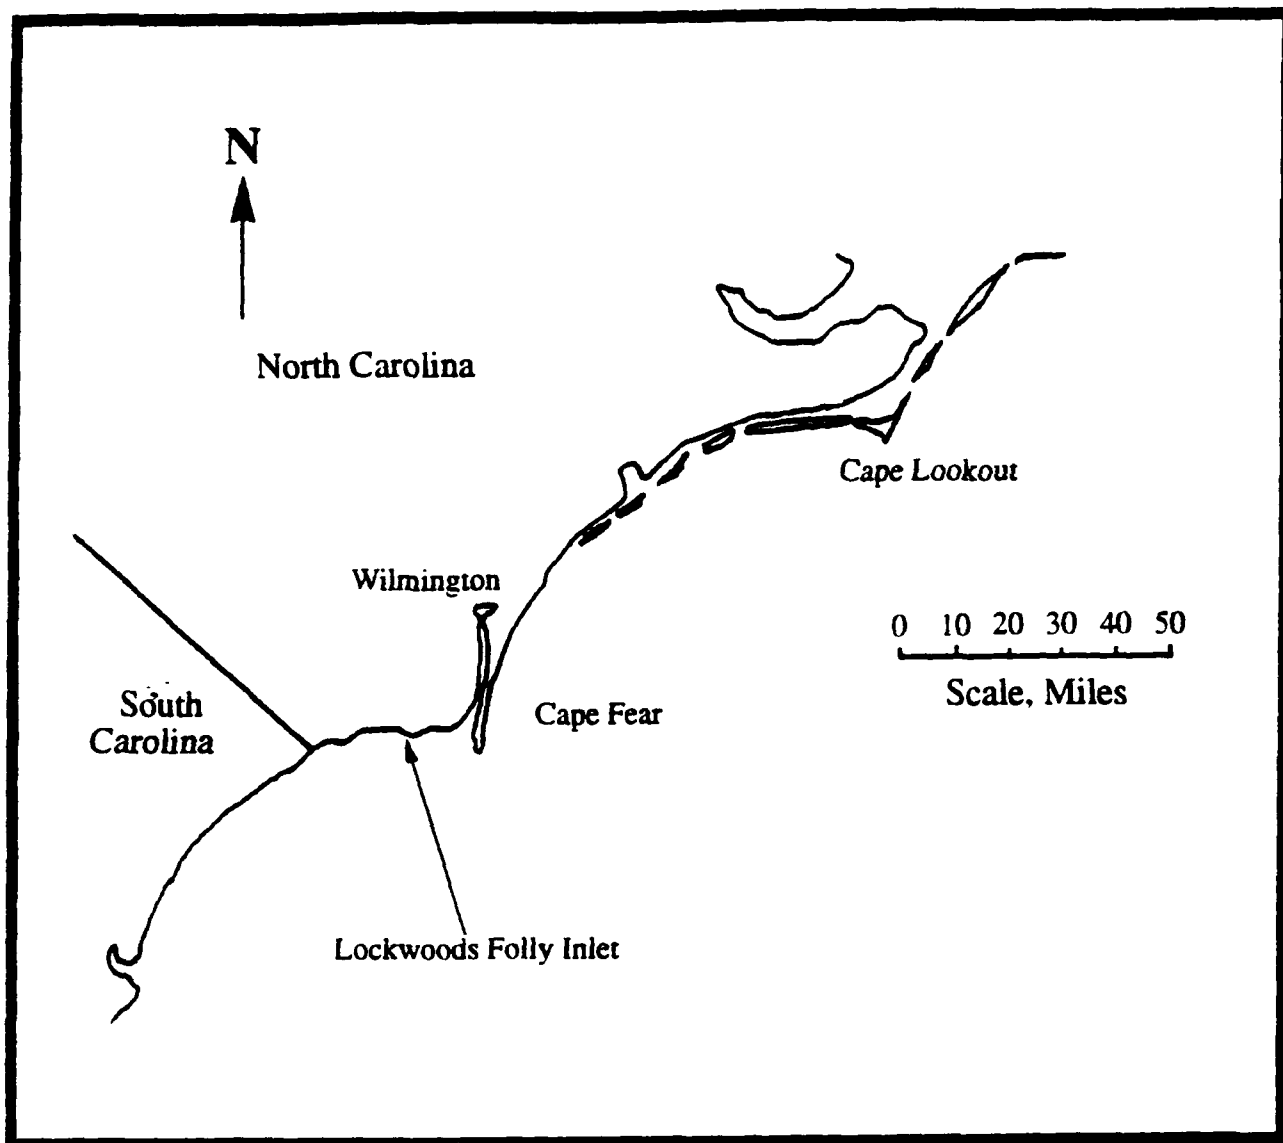 N
North Carolina
Cape Lookout
Wilmington
0 10 20 30 40 50
Scale, Miles
South
Carolina
Cape Fear
Lockwoods Folly Inlet